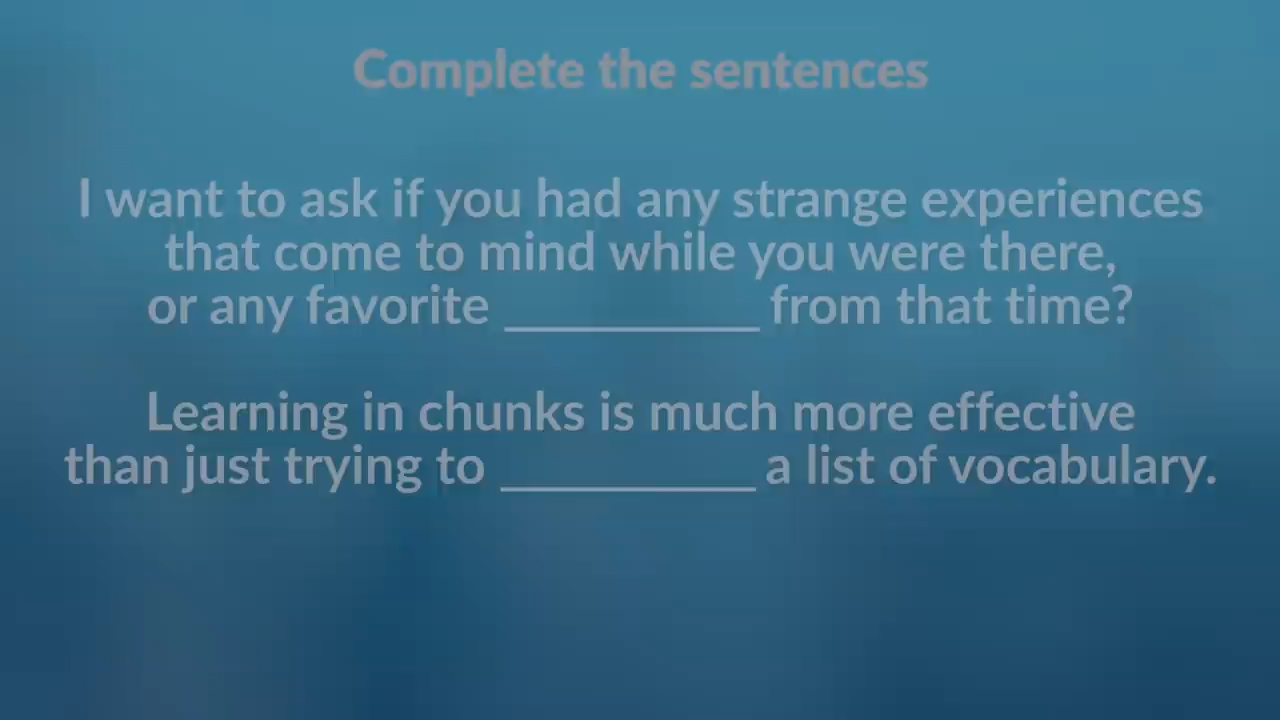 Complete the sentences
I want to ask if you had any strange experiences
that come to mind while you were there,
or any favorite __________ from that time?
Learning in chunks is much more effective
than just trying to __________ a list of vocabulary.